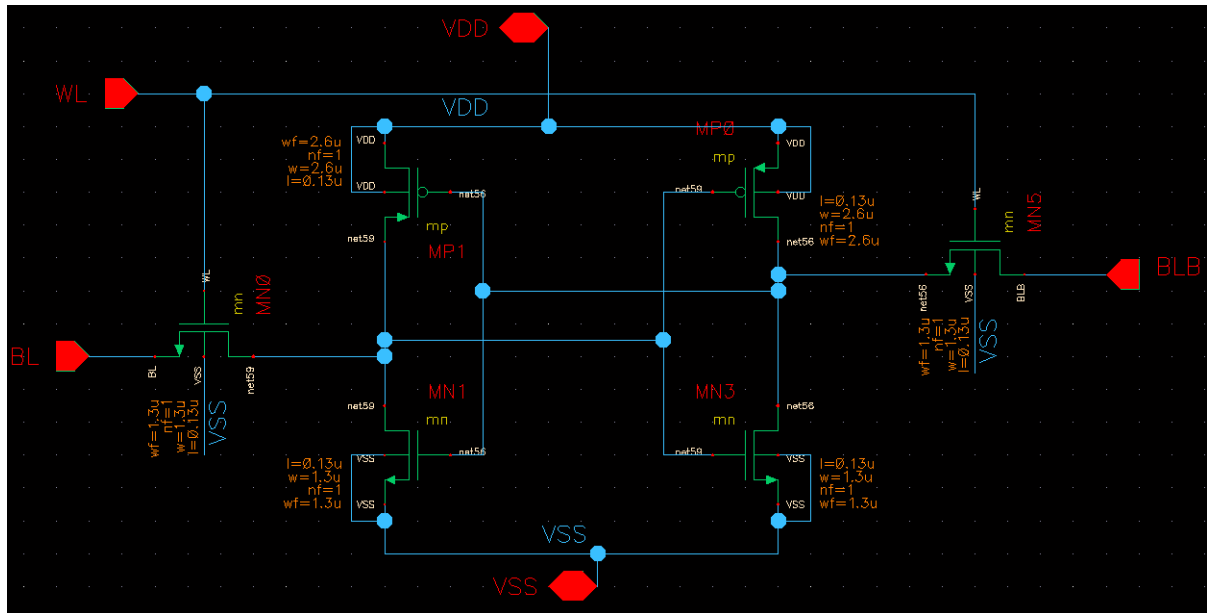 VDD
WL
VDD
MP0
mp
wf=2.6u
nf=1
w=2.6u
l=0.13u
VDD
VDD
net56
net59
mp
MP1
VDD
VDD
net59
net56
l=0.13u
w=2.6u
nf=1
wf=2.6u
WL
mn
MN5
BLB
net56
VSS
BLB
wf=1.3u
nf=1
w=1.3u
l=0.13u
VSS
WL
mn
MN0
BL
BL
VSS
net59
wf=1.3u
nf=1
w=1.3u
l=0.13u
VSS
net59
MN1
mn
net56
VSS
VSS
l=0.13u
w=1.3u
nf=1
wf=1.3u
MN3
mn
net56
net59
VSS
VSS
l=0.13u
w=1.3u
nf=1
wf=1.3u
VSS
VSS